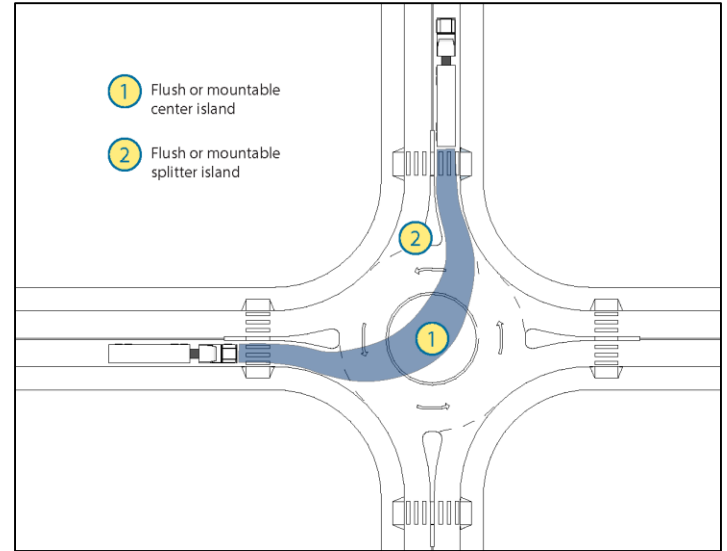 1 Flush or mountable
center island
2 Flush or mountable
splitter island
2
1